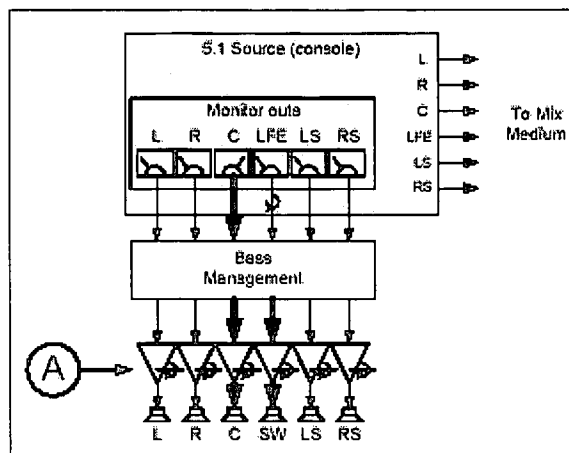 5.1 Source (console)
Monitor outs
L R C LFE LS RS
L
R
C
LFE
LS
RS
To Mix
Medium
Bass
Management
A
L R C SW LS RS